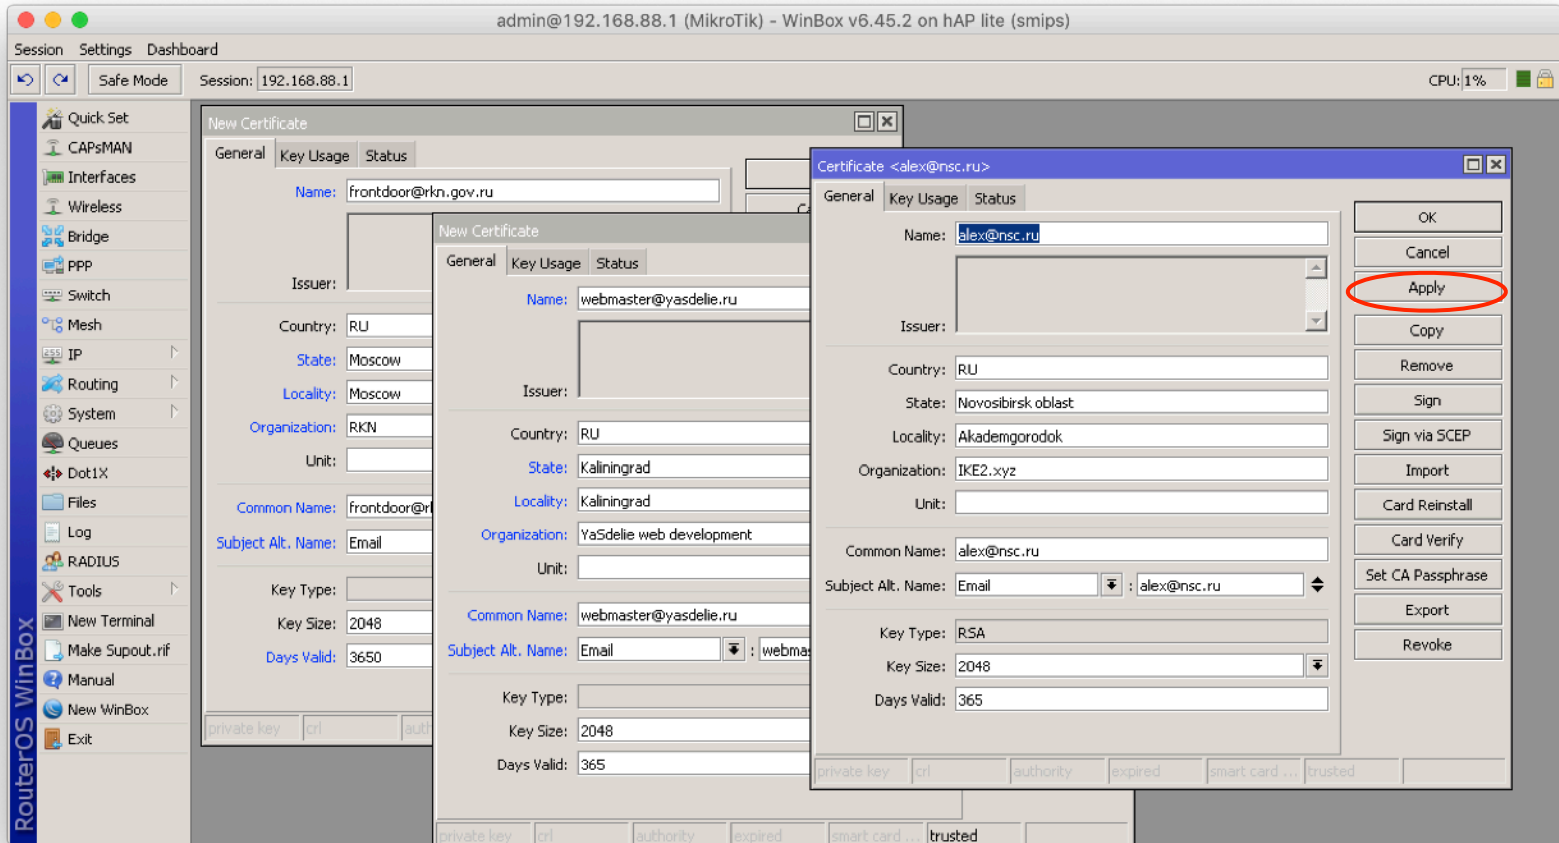 admin@192.168.88.1 (MikroTik) - WinBox v6.45.2 on hAP lite (smips)
Session Settings Dashboard
Safe Mode Session: 192.168.88.1 CPU: 1%
RouterOS WinBox
Quick Set
CAPsMAN
Interfaces
Wireless
Bridge
PPP
Switch
Mesh
IP
Routing
System
Queues
Dot1X
Files
Log
RADIUS
Tools
New Terminal
Make Supout.rif
Manual
New WinBox
Exit
New Certificate
General Key Usage Status
Name: frontdoor@rkn.gov.ru
Issuer:
Country: RU
State: Moscow
Locality: Moscow
Organization: RKN
Unit:
Common Name: frontdoor@r
Subject Alt. Name: Email
Key Type:
Key Size: 2048
Days Valid: 3650
private key crl auth
New Certificate
General Key Usage Status
Name: webmaster@yasdelie.ru
Issuer:
Country: RU
State: Kaliningrad
Locality: Kaliningrad
Organization: YaSdelie web development
Unit:
Common Name: webmaster@yasdelie.ru
Subject Alt. Name: Email : webmas
Key Type:
Key Size: 2048
Days Valid: 365
private key crl authority expired smart card ... trusted
Certificate <alex@nsc.ru>
General Key Usage Status
Name: alex@nsc.ru
Issuer:
Country: RU
State: Novosibirsk oblast
Locality: Akademgorodok
Organization: IKE2.xyz
Unit:
Common Name: alex@nsc.ru
Subject Alt. Name: Email : alex@nsc.ru
Key Type: RSA
Key Size: 2048
Days Valid: 365
OK
Cancel
Apply
Copy
Remove
Sign
Sign via SCEP
Import
Card Reinstall
Card Verify
Set CA Passphrase
Export
Revoke
private key crl authority expired smart card ... trusted